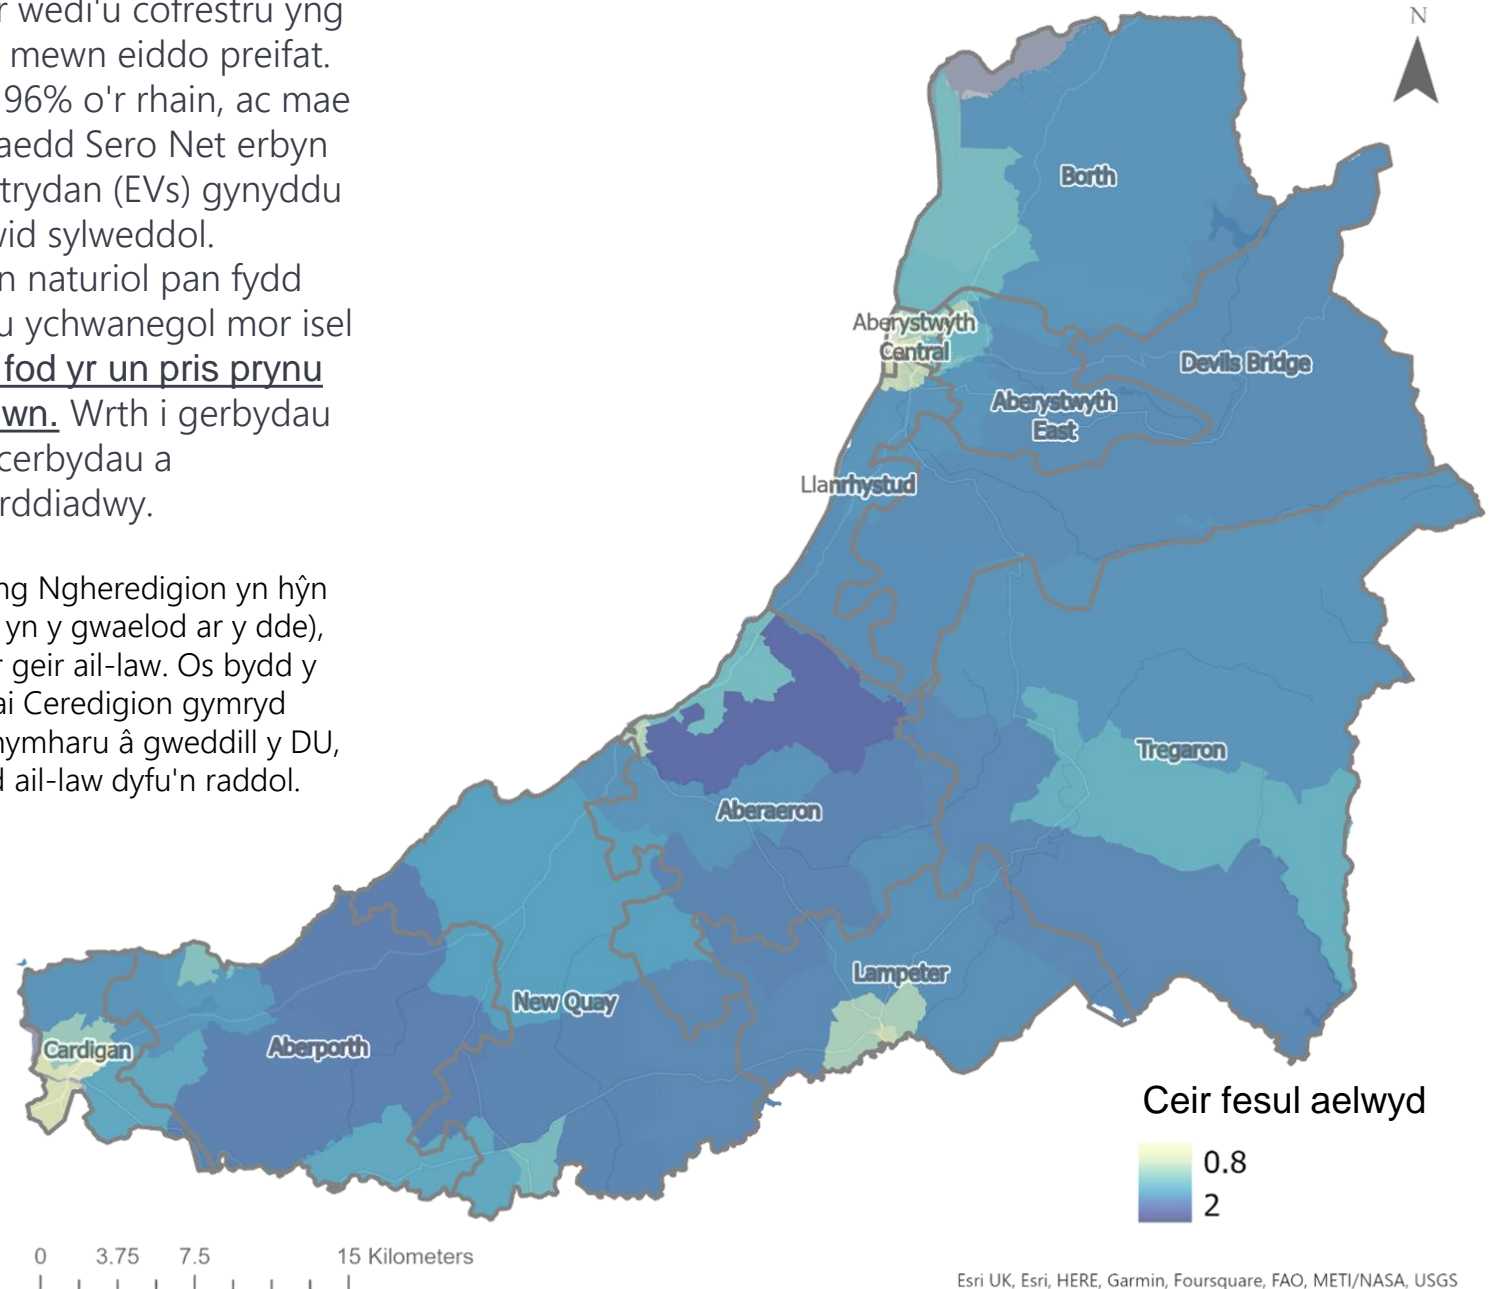 r wedi'u cofrestru yng
mewn eiddo preifat.
96% o'r rhain, ac mae
aedd Sero Net erbyn
trydan (EVs) gynyddu
vid sylweddol.
n naturiol pan fydd
u ychwanegol mor isel
fod yr un pris prynu
wn. Wrth i gerbydau
cerbydau a
rddiadwy.
ng Ngheredigion yn hŷn
yn y gwaelod ar y dde),
r geir ail-law. Os bydd y
ai Ceredigion gymryd
nymharu â gweddill y DU,
d ail-law dyfu'n raddol.
N
Borth
Aberystwyth
Central
Devils Bridge
Aberystwyth
East
Llanrhystud
Tregaron
Aberaeron
Lampeter
New Quay
Cardigan
Aberporth
Ceir fesul aelwyd
0.8
2
0 3.75 7.5 15 Kilometers
Esri UK, Esri, HERE, Garmin, Foursquare, FAO, METI/NASA, USGS